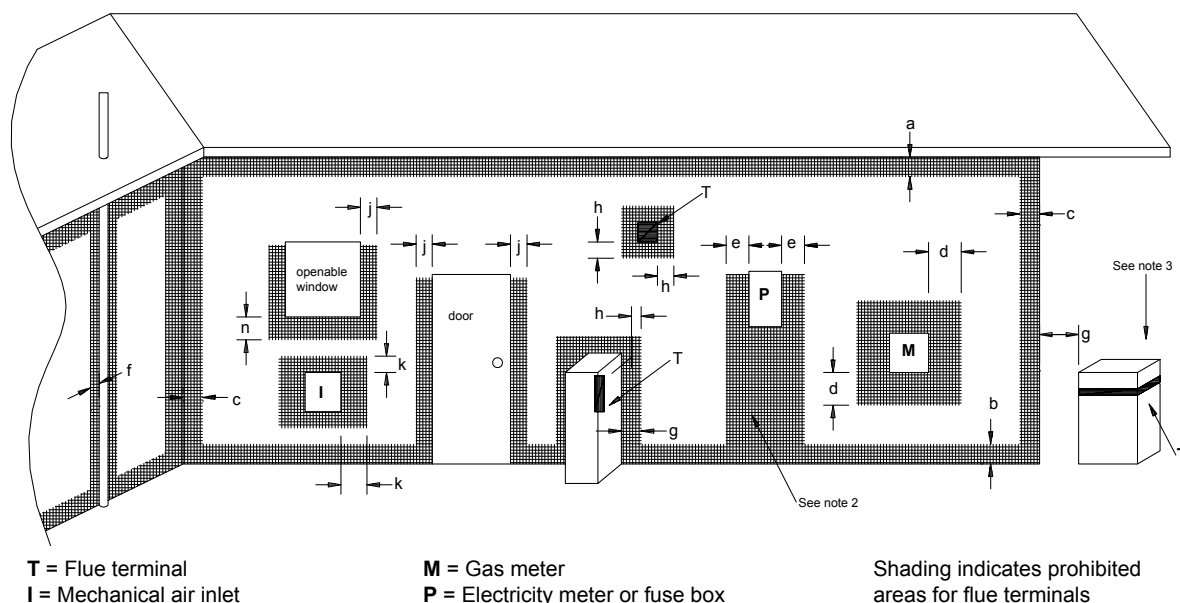 a
c
j
h
T
j
j
e
e
d
openable
window
P
See note 3
h
door
h
n
g
k
M
f
I
T
d
c
g
b
k
See note 2
T = Flue terminal
I = Mechanical air inlet
M = Gas meter
P = Electricity meter or fuse box
Shading indicates prohibited
areas for flue terminals